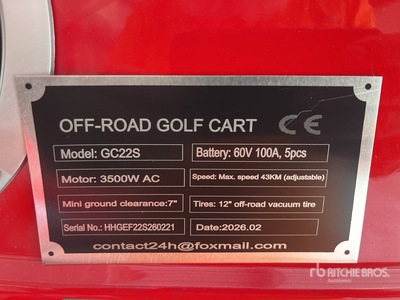 OFF-ROAD GOLF CART CE
Model: GC22S
Battery: 60V 100A, 5pcs
Motor: 3500W AC
Speed: Max. speed 43KM (adjustable)
Mini ground clearance:7"
Tires: 12" off-road vacuum tire
Serial No.: HHGEF22S260221
Date:2026.02
contact24h@foxmail.com
rb RITCHIE BROS.